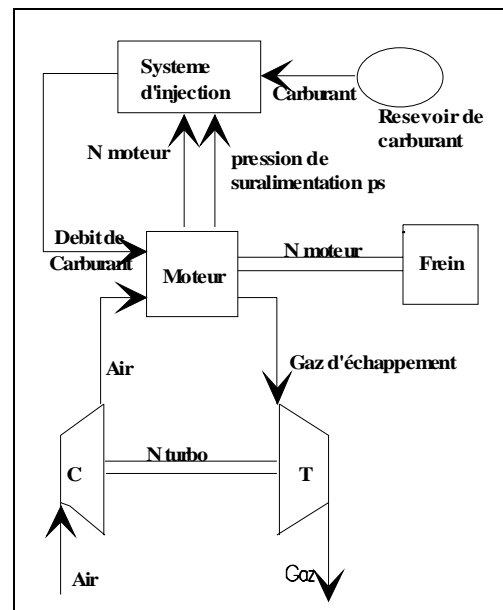 Systeme
d'injection
Carburant
Resevoir de
carburant
N moteur
pression de
suralimentation ps
Debit de
Carburant
Moteur
N moteur
Frein
Air
Gaz d'échappement
C
N turbo
T
Air
Gaz